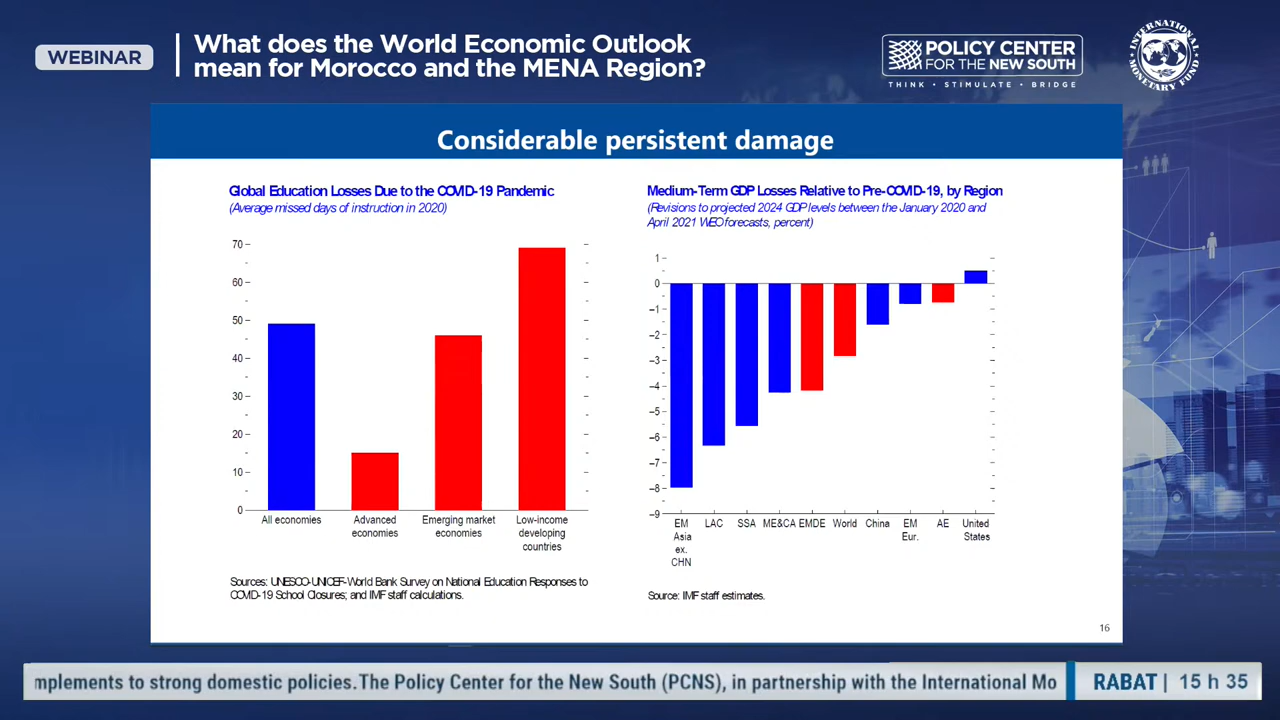 WEBINAR
What does the World Economic Outlook
mean for Morocco and the MENA Region?
POLICY CENTER
FOR THE NEW SOUTH
THINK • STIMULATE • BRIDGE
INTERNATIONAL MONETARY FUND
Considerable persistent damage
Global Education Losses Due to the COVID-19 Pandemic
(Average missed days of instruction in 2020)
70
60
50
40
30
20
10
0
All economies
Advanced
economies
Emerging market
economies
Low-income
developing
countries
Sources: UNESCO-UNICEF-World Bank Survey on National Education Responses to
COVID-19 School Closures; and IMF staff calculations.
Medium-Term GDP Losses Relative to Pre-COVID-19, by Region
(Revisions to projected 2024 GDP levels between the January 2020 and
April 2021 WEO forecasts, percent)
1
0
–1
–2
–3
–4
–5
–6
–7
–8
–9
EM
Asia
ex.
CHN
LAC
SSA
ME&CA
EMDE
World
China
EM
Eur.
AE
United
States
Source: IMF staff estimates.
16
mplements to strong domestic policies. The Policy Center for the New South (PCNS), in partnership with the International Mo
RABAT | 15 h 35